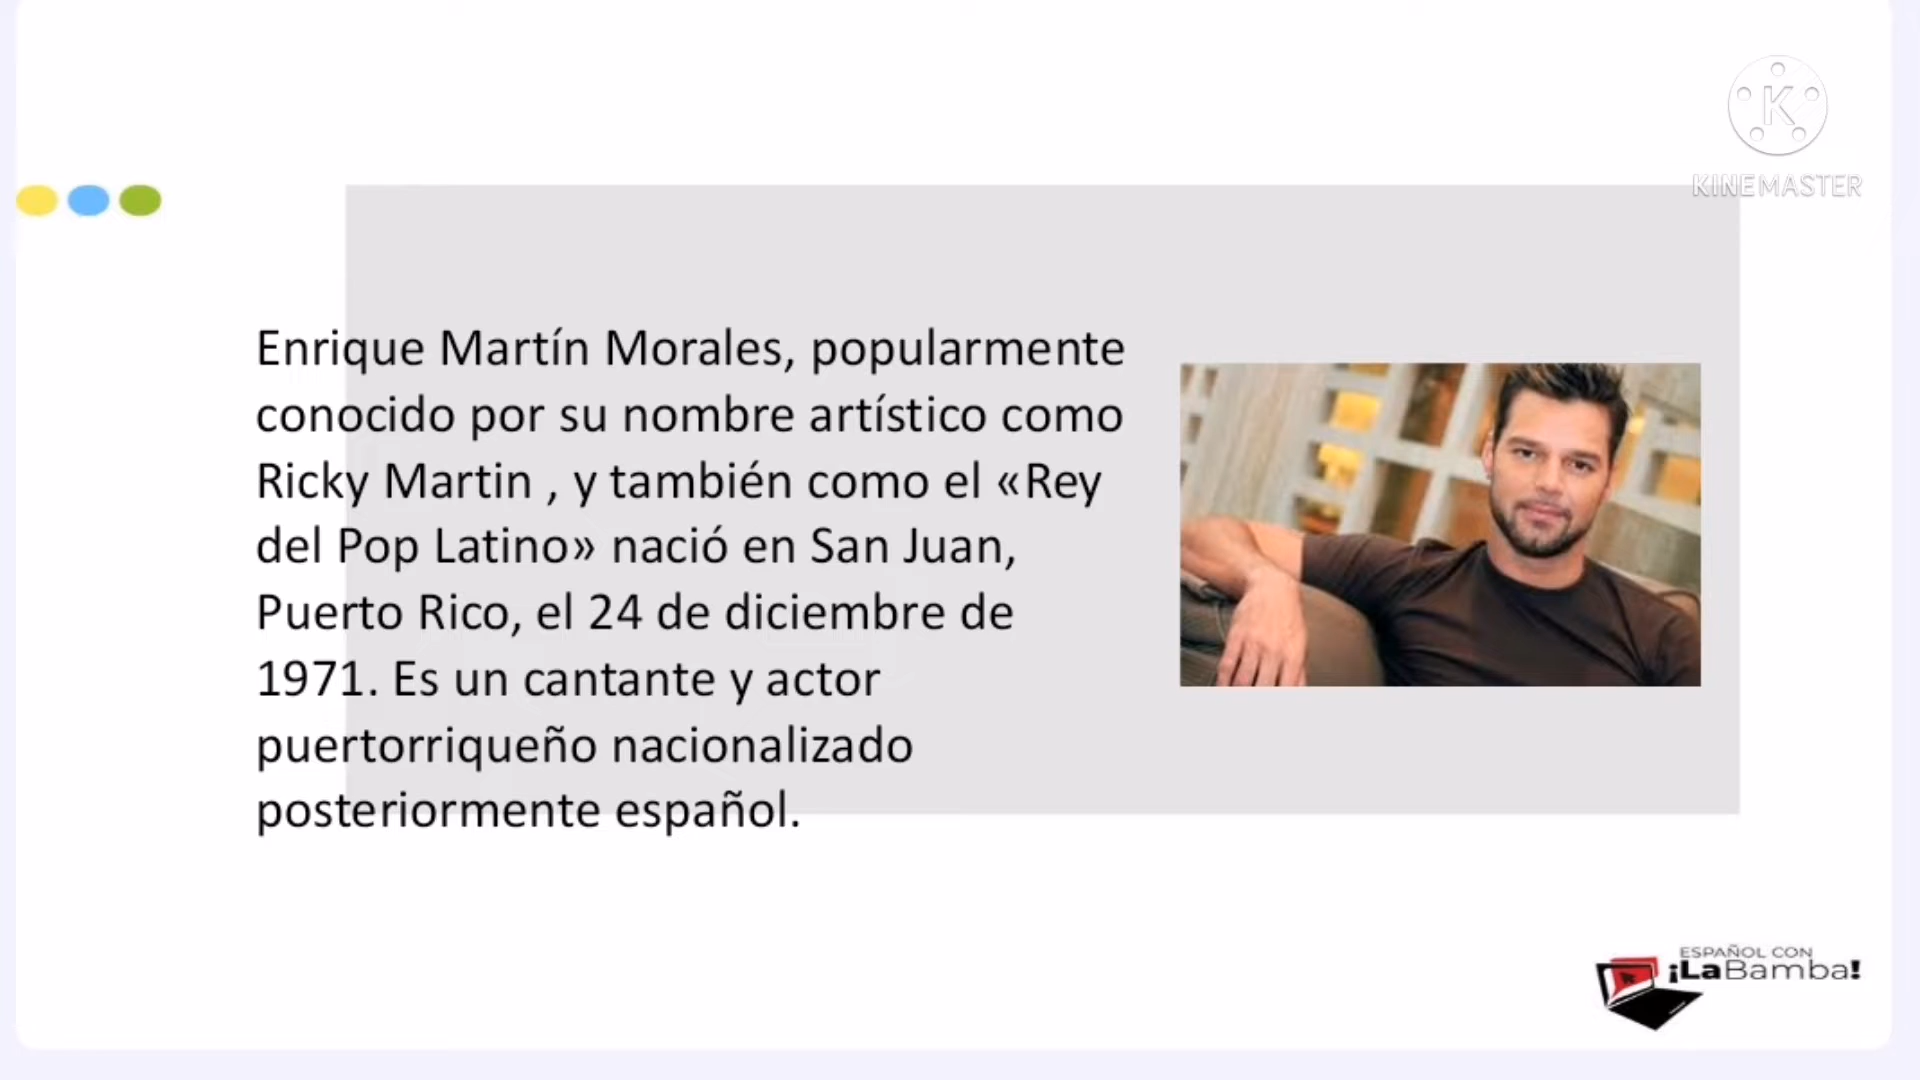 K
KINEMASTER
Enrique Martín Morales, popularmente
conocido por su nombre artístico como
Ricky Martin , y también como el «Rey
del Pop Latino» nació en San Juan,
Puerto Rico, el 24 de diciembre de
1971. Es un cantante y actor
puertorriqueño nacionalizado
posteriormente español.
ESPAÑOL CON
¡LaBamba!